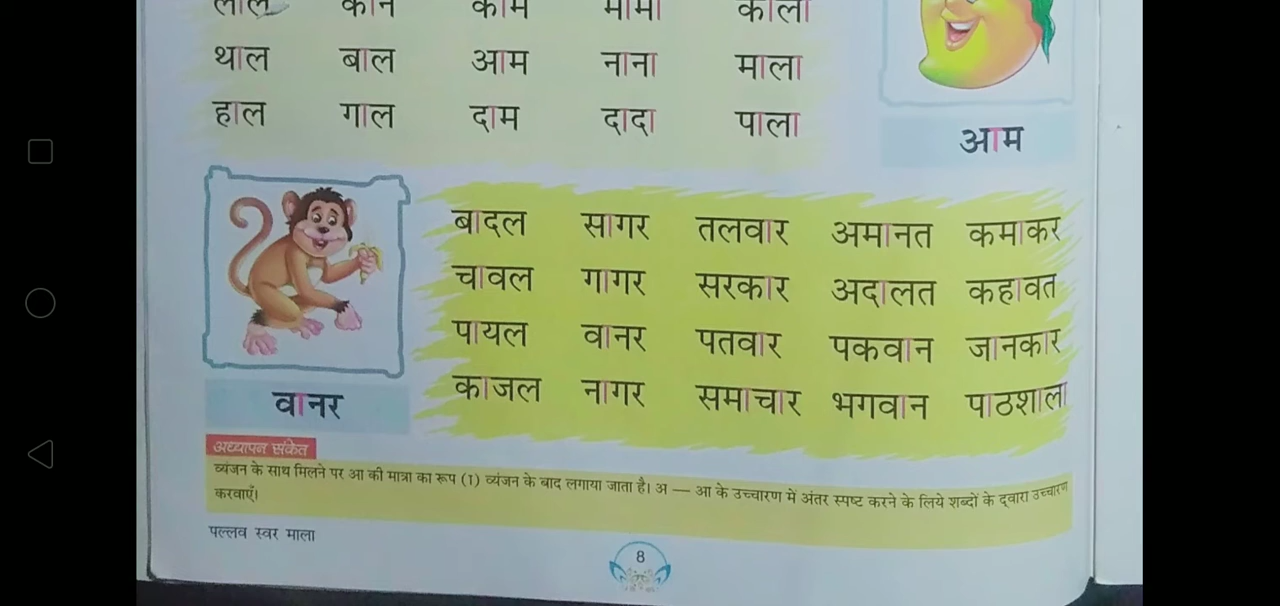 लाल कान काम मामा काला
थाल बाल आम नाना माला
हाल गाल दाम दादा पाला
आम
बादल सागर तलवार अमानत कमाकर
चावल गागर सरकार अदालत कहावत
पायल वानर पतवार पकवान जानकार
काजल नागर समाचार भगवान पाठशाला
वानर
अध्यापन संकेत
व्यंजन के साथ मिलने पर आ की मात्रा का रूप (ा) व्यंजन के बाद लगाया जाता है। अ — आ के उच्चारण में अंतर स्पष्ट करने के लिये शब्दों के द्वारा उच्चारण
करवाएँ।
पल्लव स्वर माला
8